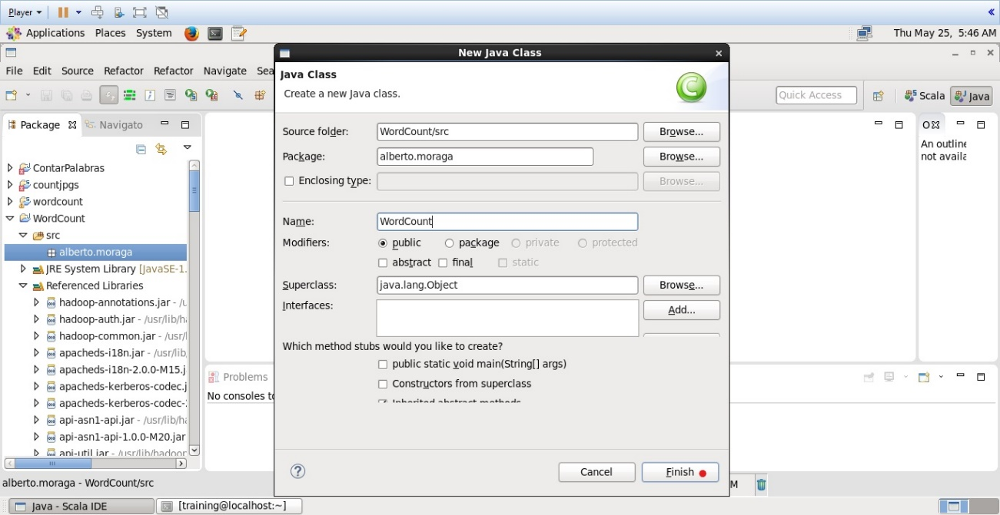 Player
Applications Places System Thu May 25, 5:46 AM
New Java Class
File Edit Source Refactor Refactor Navigate Sea
Java Class
Create a new Java class.
Quick Access Scala Java
Package Navigato
Source folder: WordCount/src Browse...
Package: alberto.moraga Browse...
Enclosing type: Browse...
Name: WordCount
Modifiers: public package private protected
abstract final static
Superclass: java.lang.Object Browse...
Interfaces: Add...
Which method stubs would you like to create?
public static void main(String[] args)
Constructors from superclass
Inherited abstract methods
Cancel Finish
ContarPalabras
countjpgs
wordcount
WordCount
src
alberto.moraga
JRE System Library [JavaSE-1.
Referenced Libraries
hadoop-annotations.jar - /u
hadoop-auth.jar - /usr/lib/ha
hadoop-common.jar - /usr/
apacheds-i18n.jar - /usr/lib
apacheds-i18n-2.0.0-M15.j
apacheds-kerberos-codec.j
apacheds-kerberos-codec-
api-asn1-api.jar - /usr/lib/ha
api-asn1-api-1.0.0-M20.jar
api-util.jar - /usr/lib/hadoop
O
An outline
not availa
Problems
No consoles to
alberto.moraga - WordCount/src
M
Java - Scala IDE [training@localhost:~]